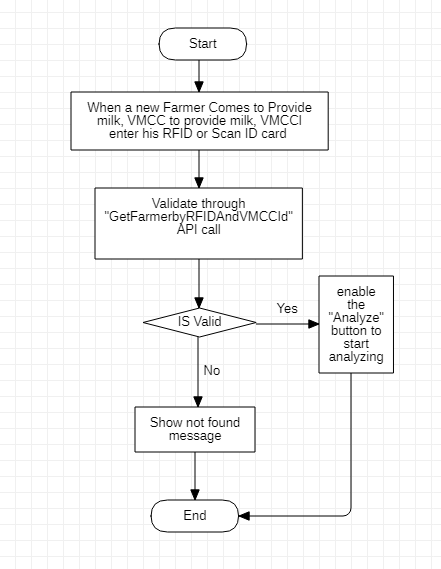 Start
When a new Farmer Comes to Provide
milk, VMCC to provide milk, VMCCI
enter his RFID or Scan ID card
Validate through
"GetFarmerbyRFIDAndVMCCId"
API call
IS Valid
Yes
enable
the
"Analyze"
button to
start
analyzing
No
Show not found
message
End